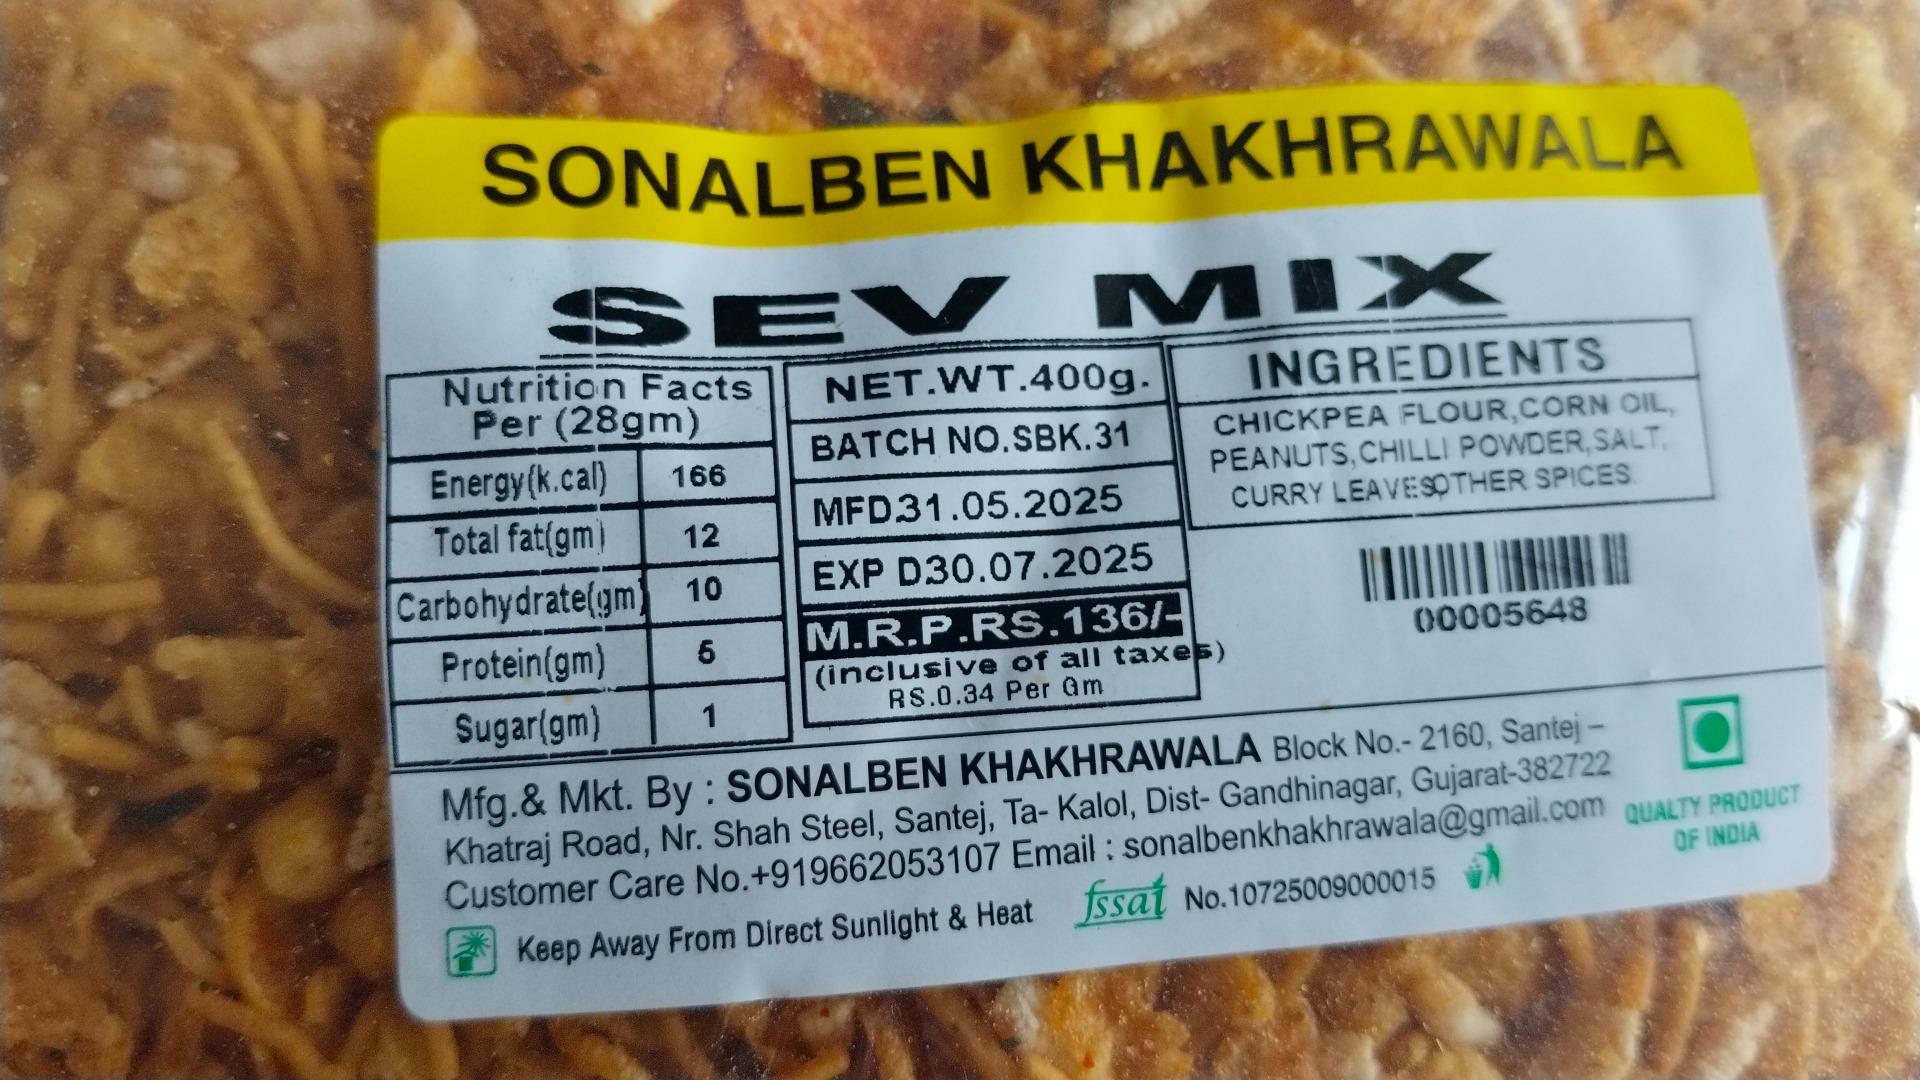 SONALBEN KHAKHRAWALA
SEV MIX
Nutrition Facts
Per (28gm)
Energy(k.cal) 166
Total fat(gm) 12
Carbohydrate(gm) 10
Protein(gm) 5
Sugar(gm) 1
NET.WT.400g.
BATCH NO.SBK.31
MFD31.05.2025
EXP D30.07.2025
M.R.P.RS.136/-
(inclusive of all taxes)
RS.0.34 Per Gm
INGREDIENTS
CHICKPEA FLOUR,CORN OIL,
PEANUTS,CHILLI POWDER,SALT,
CURRY LEAVES,OTHER SPICES.
00005648
Mfg.& Mkt. By : SONALBEN KHAKHRAWALA Block No.- 2160, Santej –
Khatraj Road, Nr. Shah Steel, Santej, Ta- Kalol, Dist- Gandhinagar, Gujarat-382722
Customer Care No.+919662053107 Email : sonalbenkhakhrawala@gmail.com
Keep Away From Direct Sunlight & Heat
fssai No.10725009000015
QUALTY PRODUCT
OF INDIA